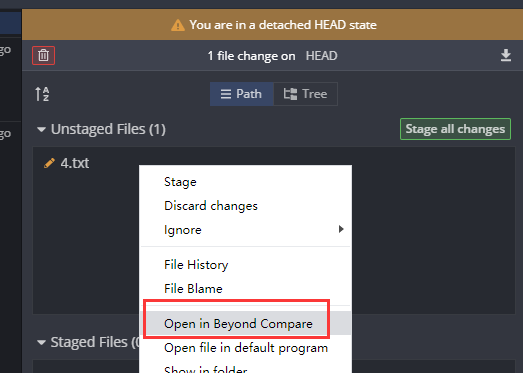 You are in a detached HEAD state
go
1 file change on HEAD
A
Z
Path
Tree
go
Unstaged Files (1)
Stage all changes
4.txt
Stage
Discard changes
Ignore
File History
File Blame
Open in Beyond Compare
Staged Files (
Open file in default program
Show in folder